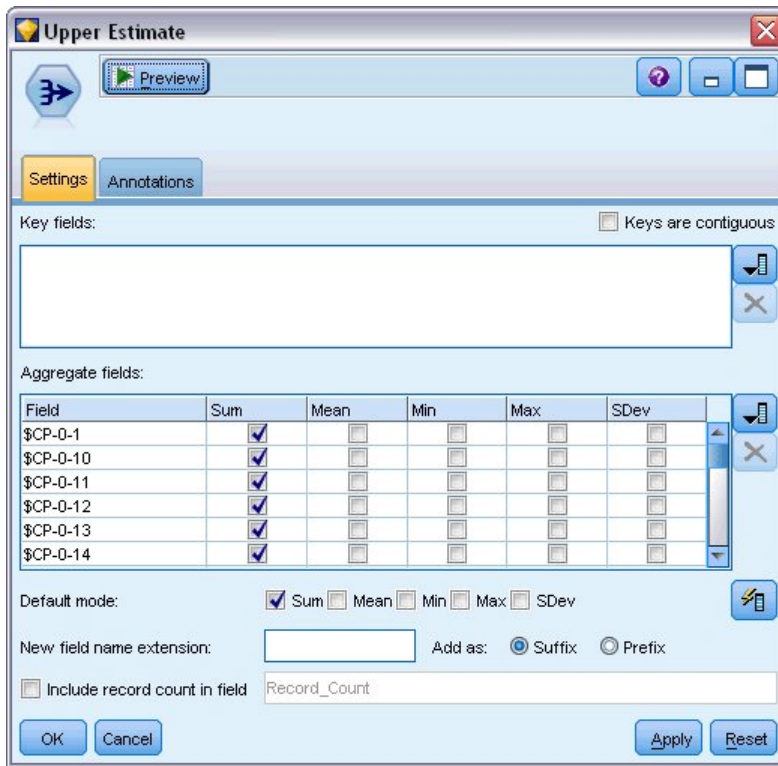 Upper Estimate
Preview
Settings Annotations
Key fields: Keys are contiguous
Aggregate fields:
Field Sum Mean Min Max SDev
$CP-0-1
$CP-0-10
$CP-0-11
$CP-0-12
$CP-0-13
$CP-0-14
Default mode: Sum Mean Min Max SDev
New field name extension: Add as: Suffix Prefix
Include record count in field Record_Count
OK Cancel Apply Reset